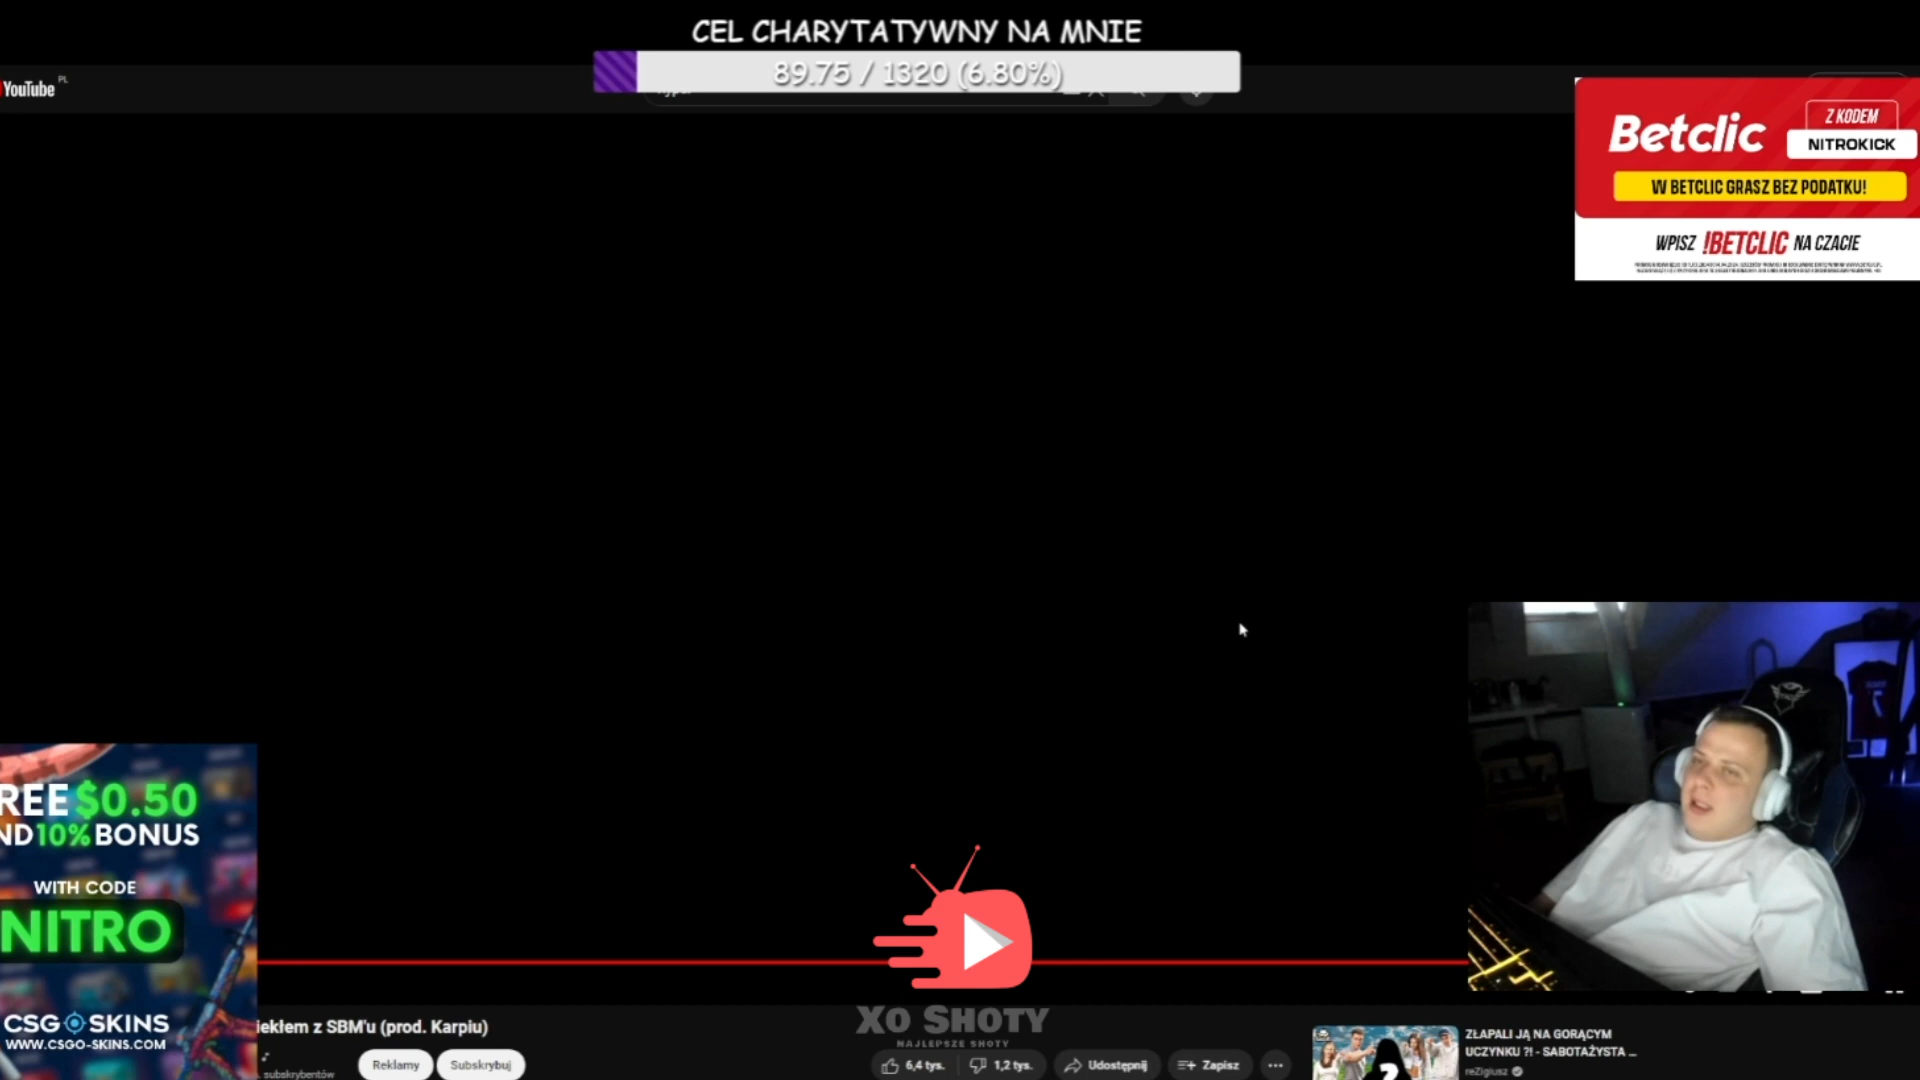 CEL CHARYTATYWNY NA MNIE
89.75 / 1320 (6.80%)
YouTube PL
Betclic
Z KODEM
NITROKICK
W BETCLIC GRASZ BEZ PODATKU!
WPISZ !BETCLIC NA CZACIE
REE $0.50
ND 10% BONUS
WITH CODE
NITRO
CSGO SKINS
WWW.CSGO-SKINS.COM
iekłem z SBM'u (prod. Karpiu)
subskrybentów
Reklamy
Subskrybuj
XO SHOTY
NAJLEPSZE SHOTY
6,4 tys.
1,2 tys.
Udostępnij
Zapisz
ZŁAPALI JĄ NA GORĄCYM
UCZYNKU ?! - SABOTAŻYSTA ...
reZigiusz